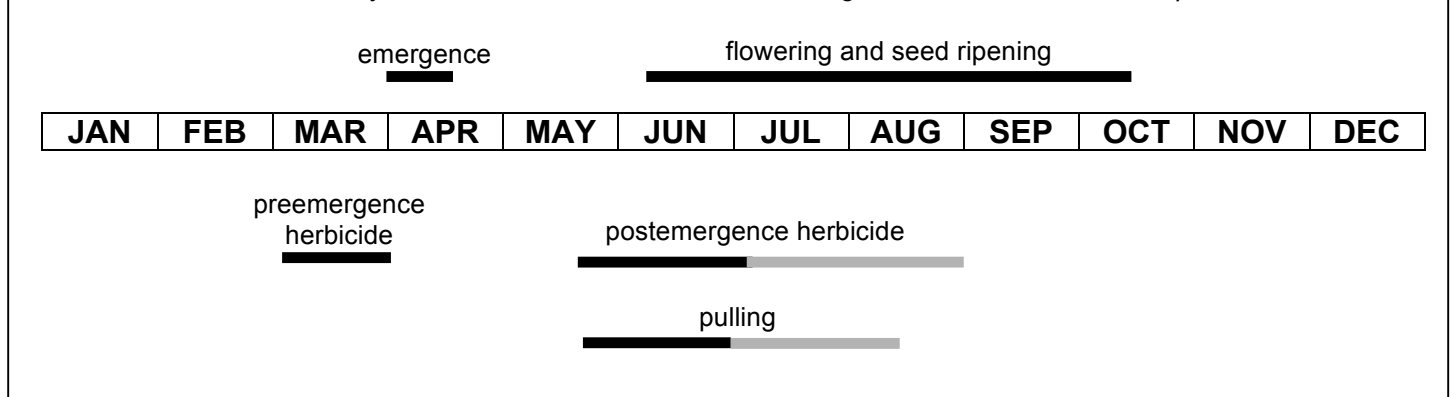 emergence
flowering and seed ripening
JAN FEB MAR APR MAY JUN JUL AUG SEP OCT NOV DEC
preemergence
herbicide
postemergence herbicide
pulling